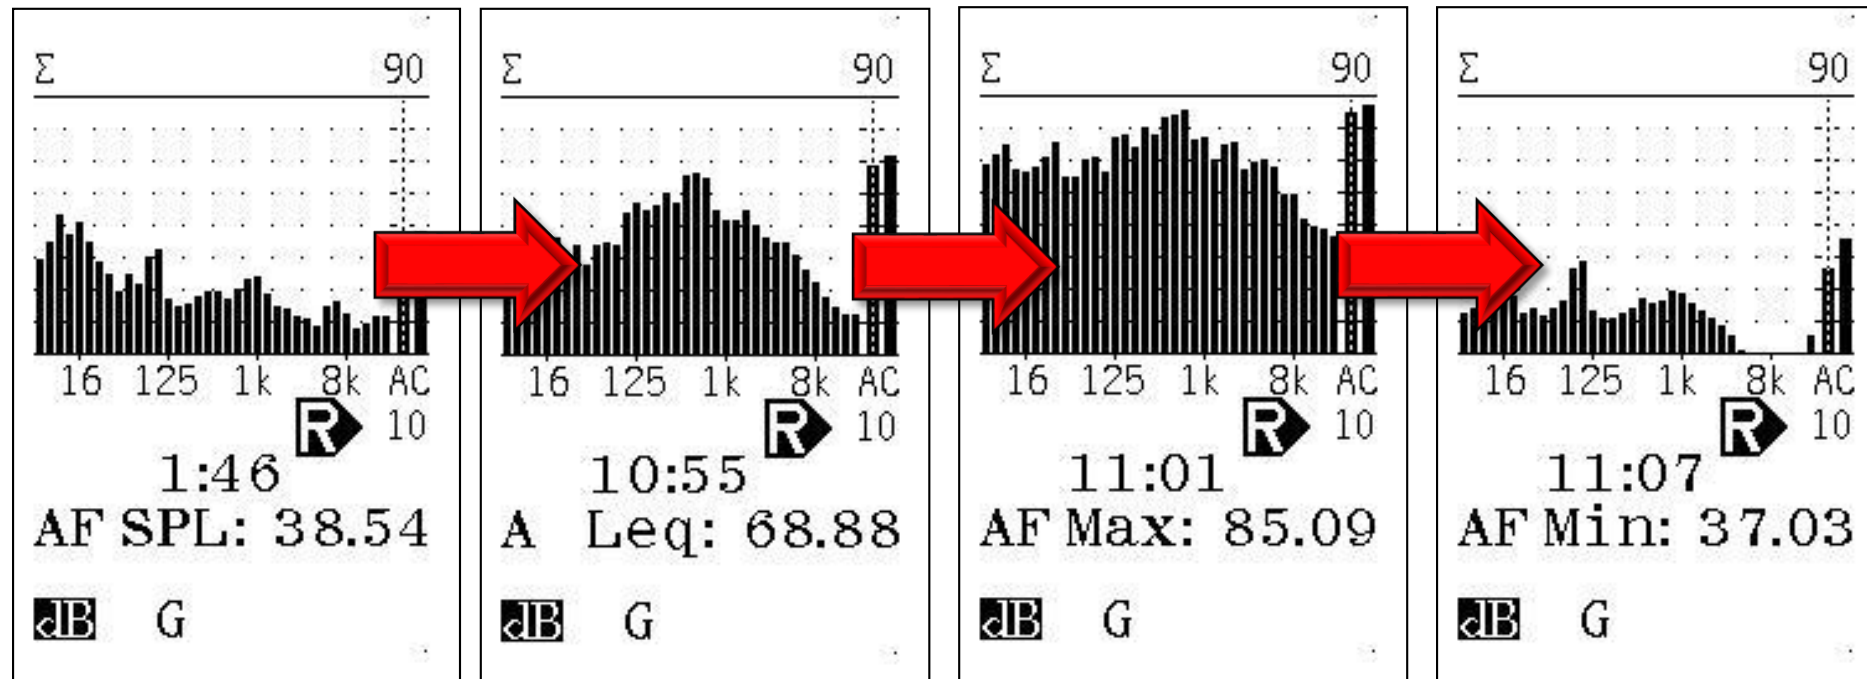 Σ 90
16 125 1k 8k AC
R 10
1:46
AF SPL: 38.54
dB G
Σ 90
16 125 1k 8k AC
R 10
10:55
A Leq: 68.88
dB G
Σ 90
16 125 1k 8k AC
R 10
11:01
AF Max: 85.09
dB G
Σ 90
16 125 1k 8k AC
R 10
11:07
AF Min: 37.03
dB G